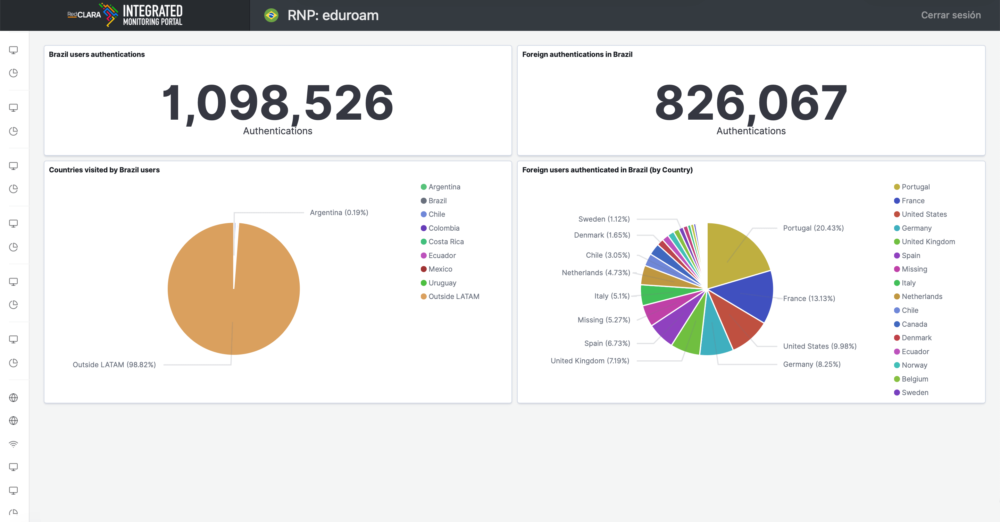 RedCLARA INTEGRATED
MONITORING PORTAL
RNP: eduroam
Cerrar sesión
Brazil users authentications
1,098,526
Authentications
Foreign authentications in Brazil
826,067
Authentications
Countries visited by Brazil users
Argentina (0.19%)
Outside LATAM (98.82%)
Argentina
Brazil
Chile
Colombia
Costa Rica
Ecuador
Mexico
Uruguay
Outside LATAM
Foreign users authenticated in Brazil (by Country)
Sweden (1.12%)
Denmark (1.65%)
Chile (3.05%)
Netherlands (4.73%)
Italy (5.1%)
Missing (5.27%)
Spain (6.73%)
United Kingdom (7.19%)
Portugal (20.43%)
France (13.13%)
United States (9.98%)
Germany (8.25%)
Portugal
France
United States
Germany
United Kingdom
Spain
Missing
Italy
Netherlands
Chile
Canada
Denmark
Ecuador
Norway
Belgium
Sweden